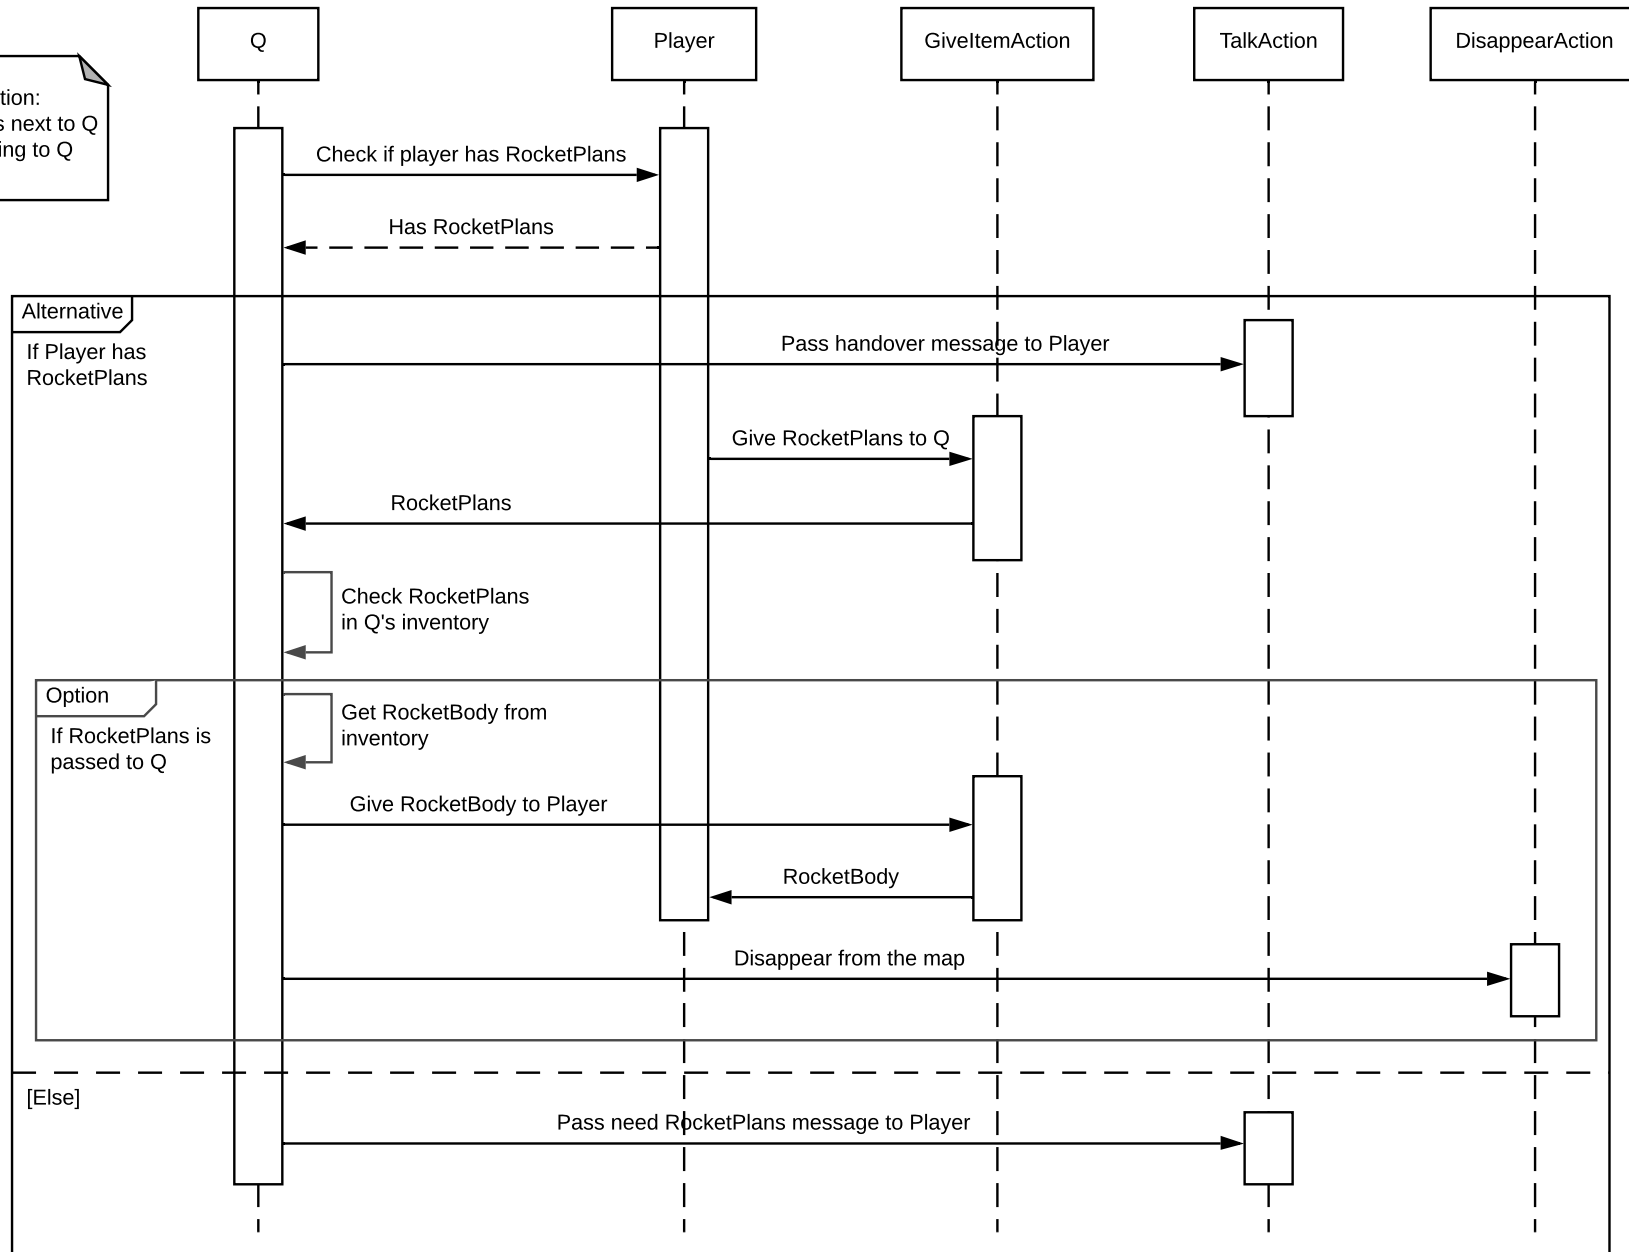 Q
Player
GiveItemAction
TalkAction
DisappearAction
tion:
s next to Q
ing to Q
Check if player has RocketPlans
Has RocketPlans
Alternative
If Player has
RocketPlans
Pass handover message to Player
Give RocketPlans to Q
RocketPlans
Check RocketPlans
in Q's inventory
Option
If RocketPlans is
passed to Q
Get RocketBody from
inventory
Give RocketBody to Player
RocketBody
Disappear from the map
[Else]
Pass need RocketPlans message to Player